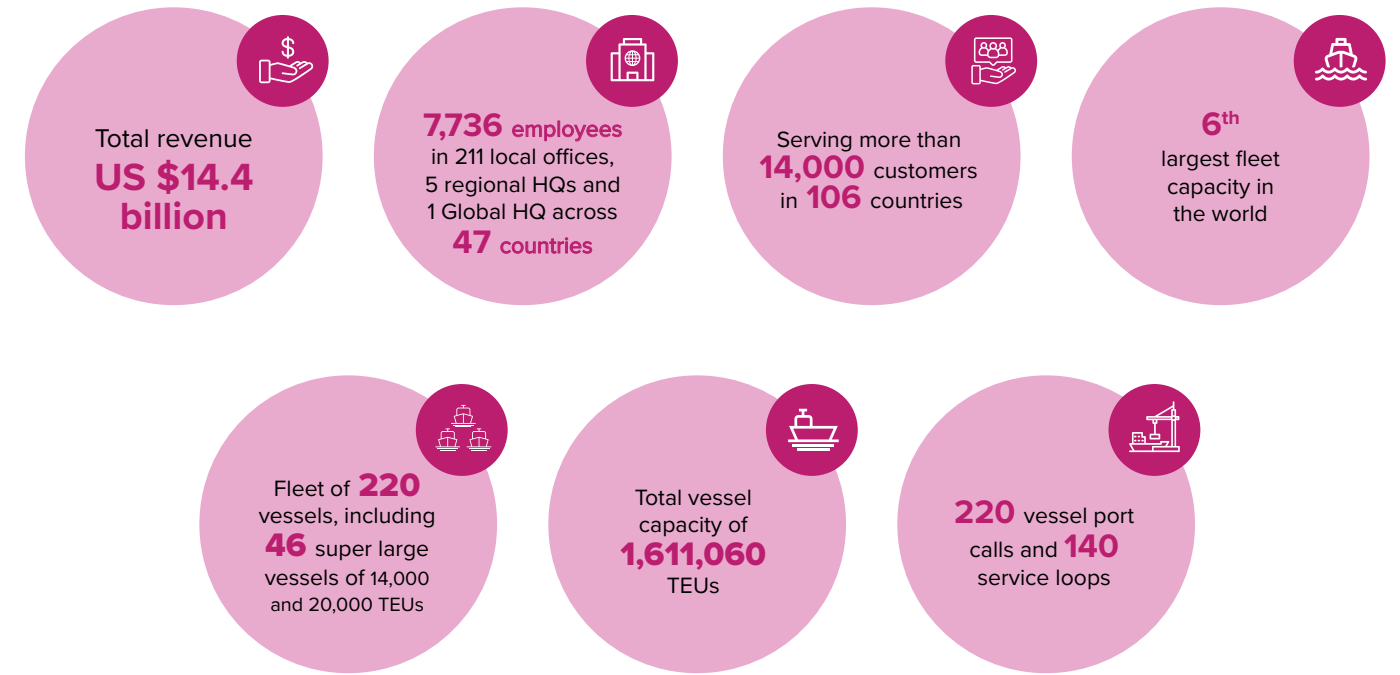 $
Total revenue
US $14.4
billion
7,736 employees
in 211 local offices,
5 regional HQs and
1 Global HQ across
47 countries
Serving more than
14,000 customers
in 106 countries
6th
largest fleet
capacity in
the world
Fleet of 220
vessels, including
46 super large
vessels of 14,000
and 20,000 TEUs
Total vessel
capacity of
1,611,060
TEUs
220 vessel port
calls and 140
service loops